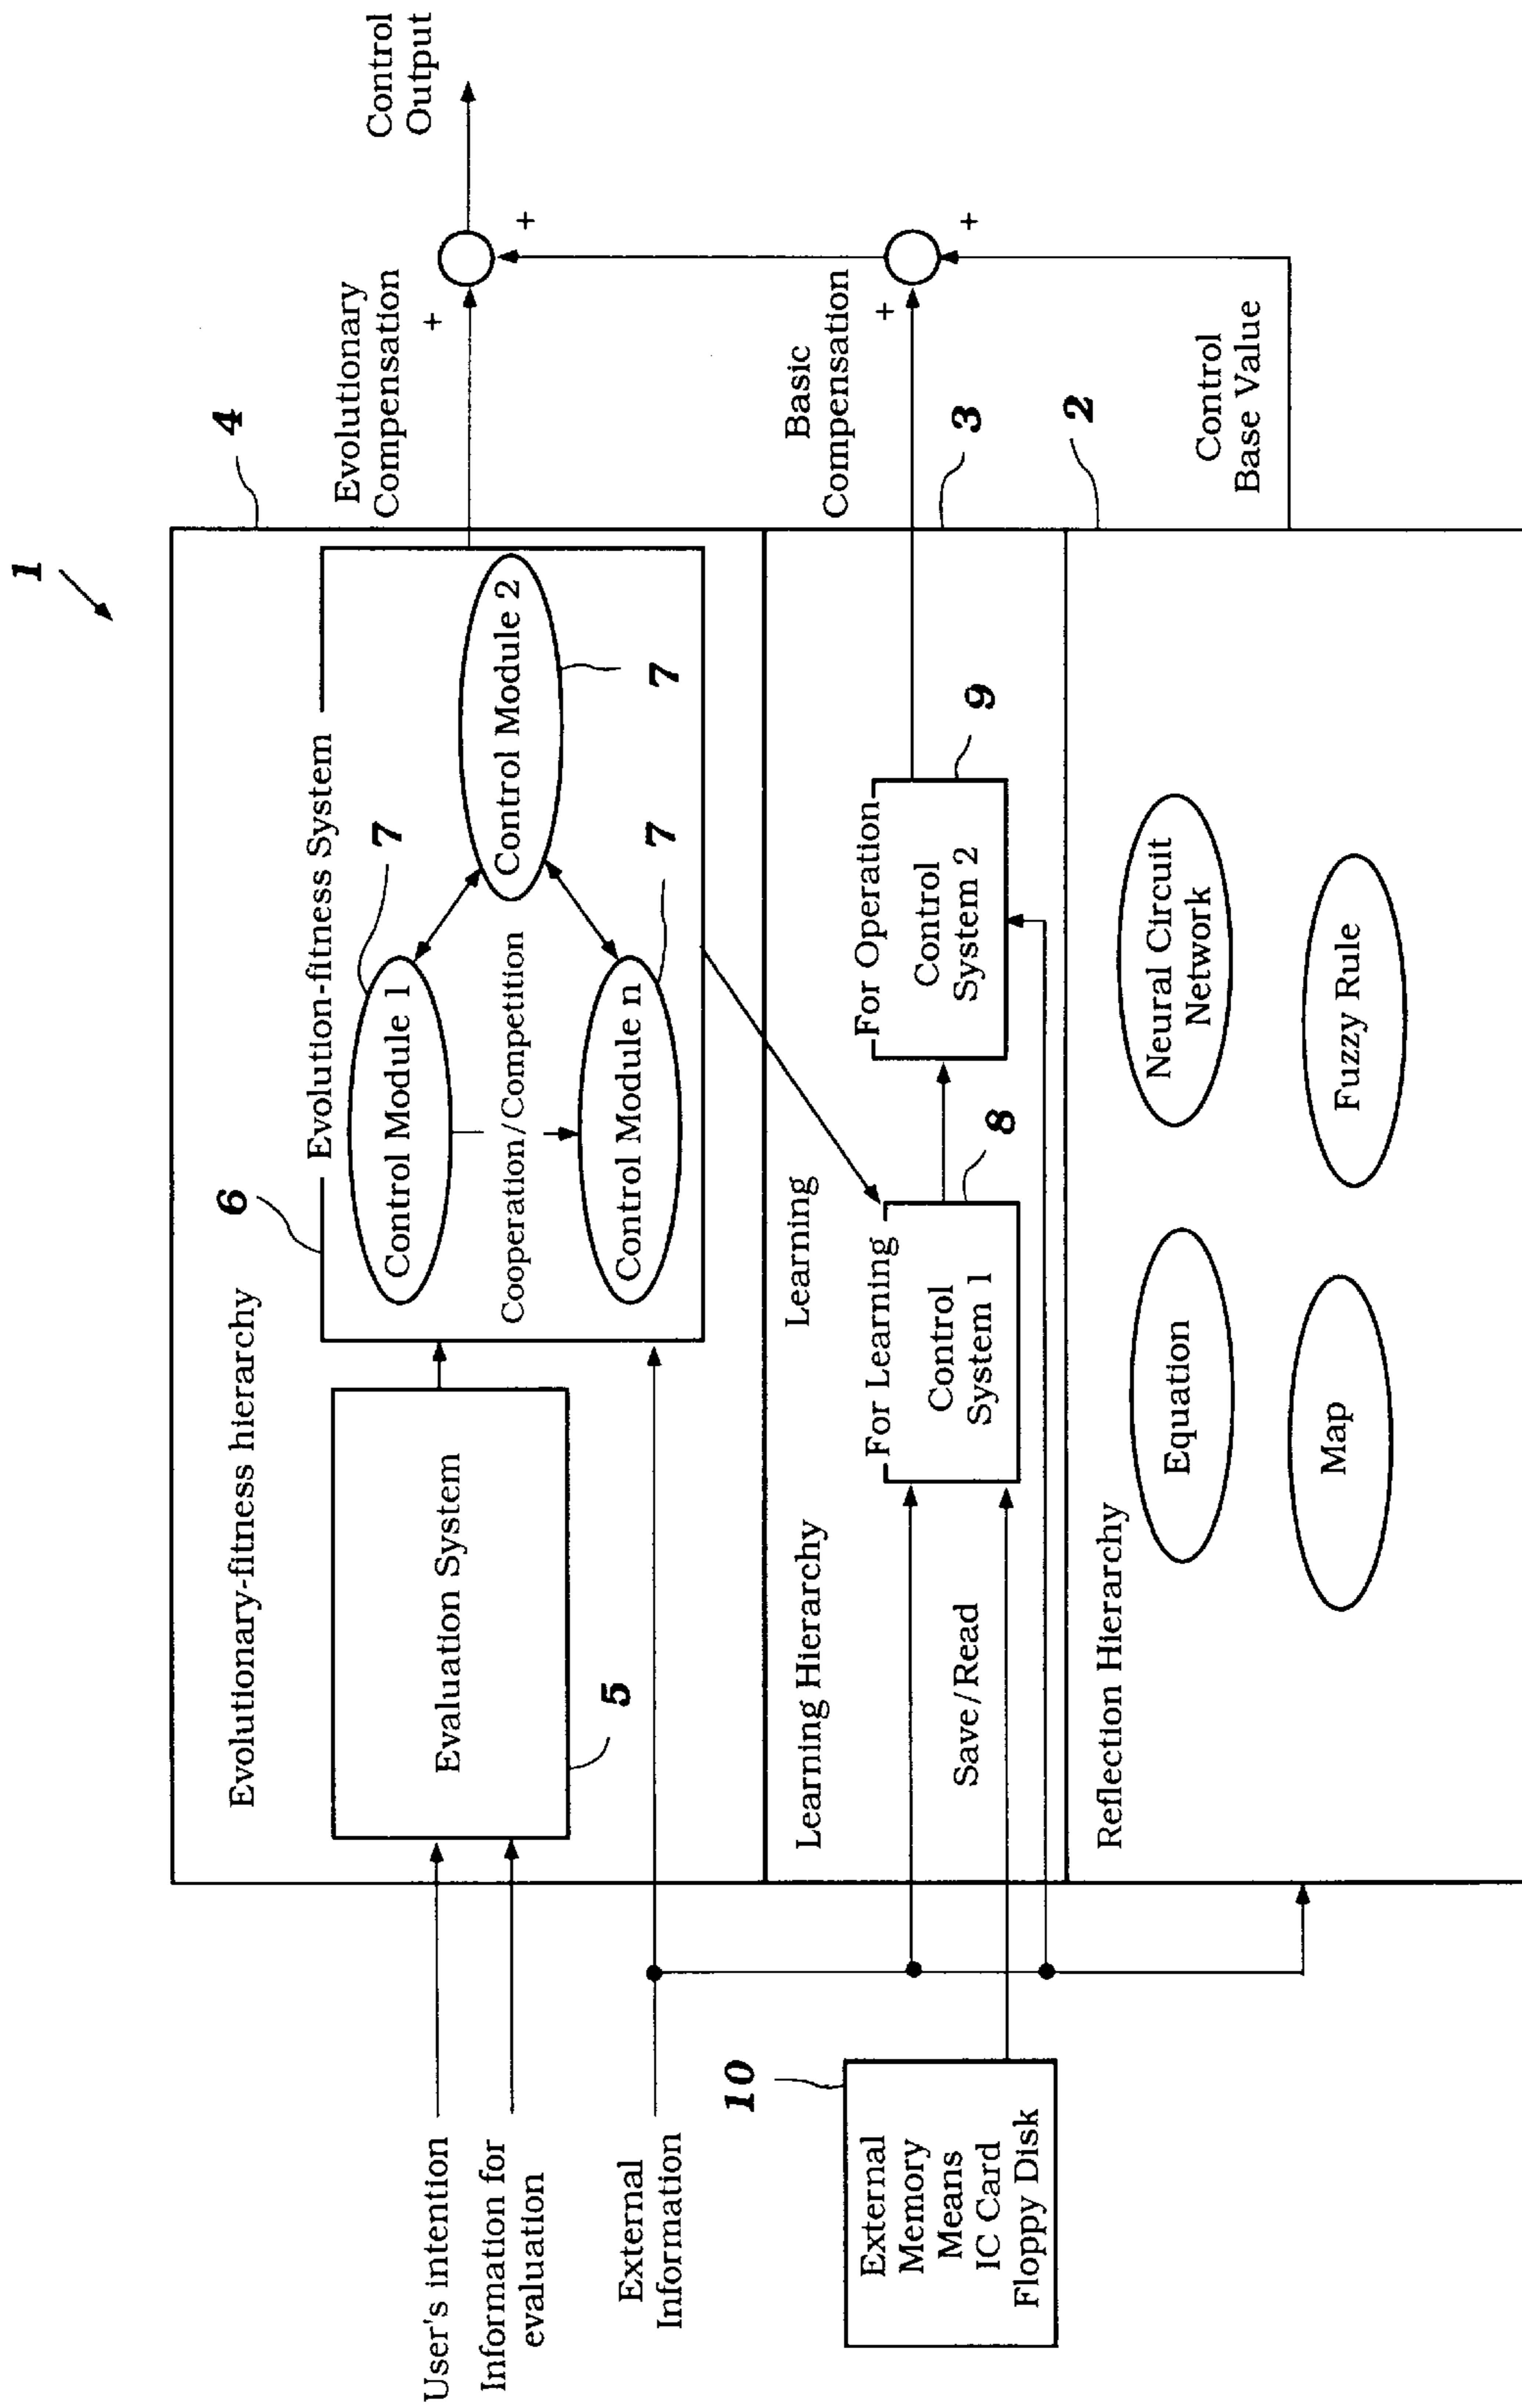 1
4
Evolutionary-fitness hierarchy
6
Evolution-fitness System
User's intention
Information for
evaluation
Evaluation System
5
Control Module 1
7
Cooperation/Competition
Control Module 2
7
Control Module n
7
Evolutionary
Compensation
+
+
Control
Output
External
Information
Learning Hierarchy
Learning
10
External
Memory
Means
IC Card
Floppy Disk
Save/Read
For Learning
Control
System 1
8
For Operation
Control
System 2
9
Basic
Compensation
3
+
+
2
Reflection Hierarchy
Equation
Neural Circuit
Network
Map
Fuzzy Rule
Control
Base Value